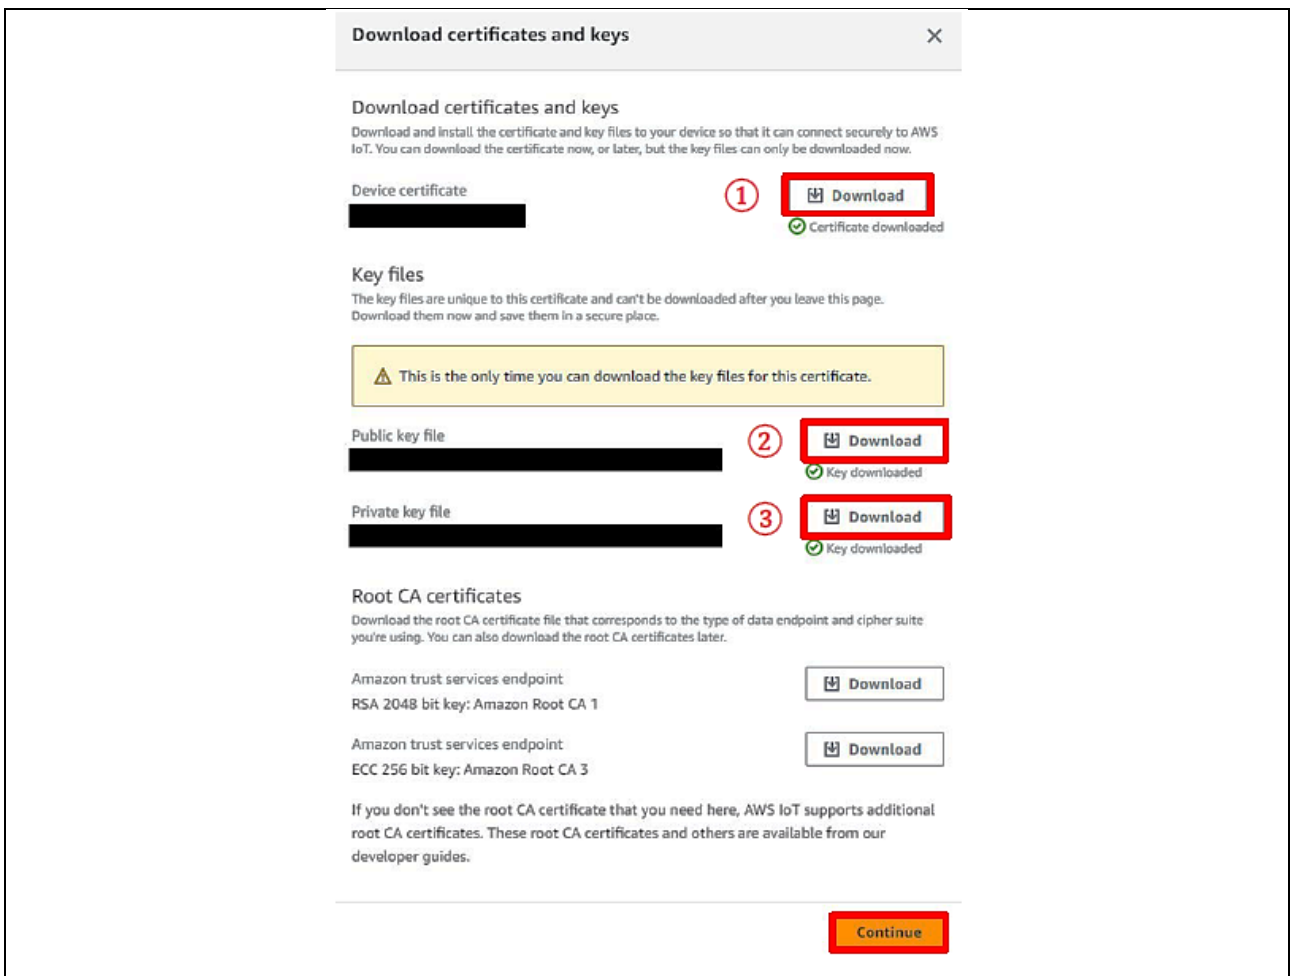 Download certificates and keys
Download certificates and keys
Download and install the certificate and key files to your device so that it can connect securely to AWS
IoT. You can download the certificate now, or later, but the key files can only be downloaded now.
Device certificate
① Download
Certificate downloaded
Key files
The key files are unique to this certificate and can't be downloaded after you leave this page.
Download them now and save them in a secure place.
This is the only time you can download the key files for this certificate.
Public key file
② Download
Key downloaded
Private key file
③ Download
Key downloaded
Root CA certificates
Download the root CA certificate file that corresponds to the type of data endpoint and cipher suite
you're using. You can also download the root CA certificates later.
Amazon trust services endpoint
Download
RSA 2048 bit key: Amazon Root CA 1
Amazon trust services endpoint
Download
ECC 256 bit key: Amazon Root CA 3
If you don't see the root CA certificate that you need here, AWS IoT supports additional
root CA certificates. These root CA certificates and others are available from our
developer guides.
Continue